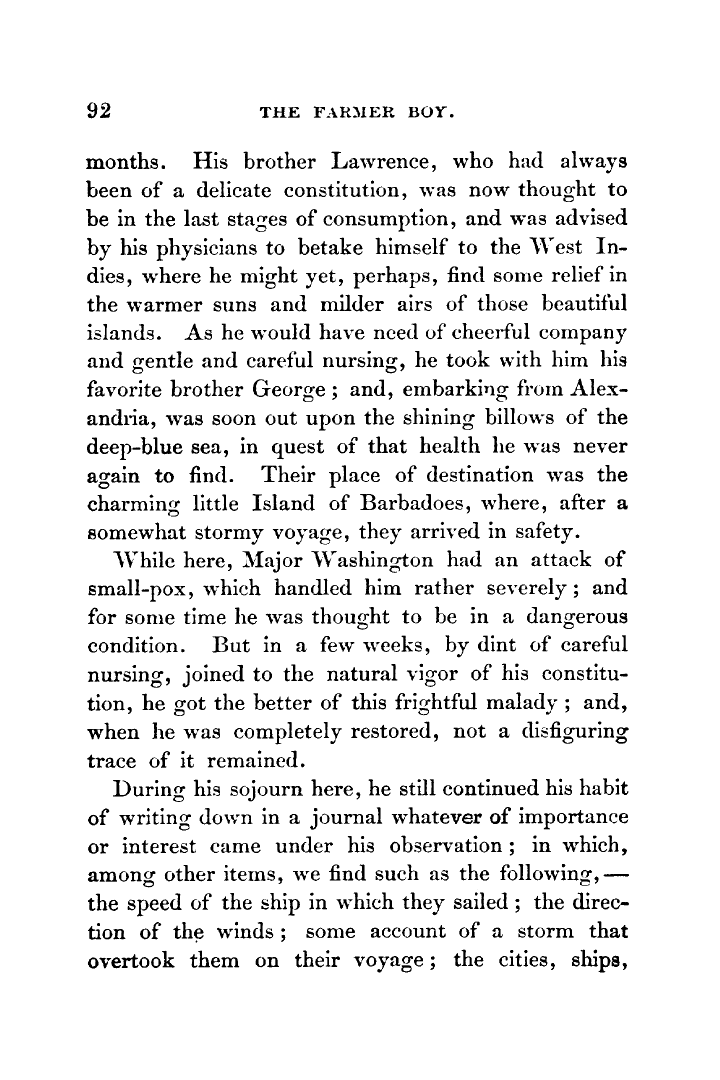 92 THE FARMER BOY.
months. His brother Lawrence, who had always
been of a delicate constitution, was now thought to
be in the last stages of consumption, and was advised
by his physicians to betake himself to the West In-
dies, where he might yet, perhaps, find some relief in
the warmer suns and milder airs of those beautiful
islands. As he would have need of cheerful company
and gentle and careful nursing, he took with him his
favorite brother George ; and, embarking from Alex-
andria, was soon out upon the shining billows of the
deep-blue sea, in quest of that health he was never
again to find. Their place of destination was the
charming little Island of Barbadoes, where, after a
somewhat stormy voyage, they arrived in safety.
While here, Major Washington had an attack of
small-pox, which handled him rather severely ; and
for some time he was thought to be in a dangerous
condition. But in a few weeks, by dint of careful
nursing, joined to the natural vigor of his constitu-
tion, he got the better of this frightful malady ; and,
when he was completely restored, not a disfiguring
trace of it remained.
During his sojourn here, he still continued his habit
of writing down in a journal whatever of importance
or interest came under his observation ; in which,
among other items, we find such as the following, —
the speed of the ship in which they sailed ; the direc-
tion of the winds ; some account of a storm that
overtook them on their voyage ; the cities, ships,